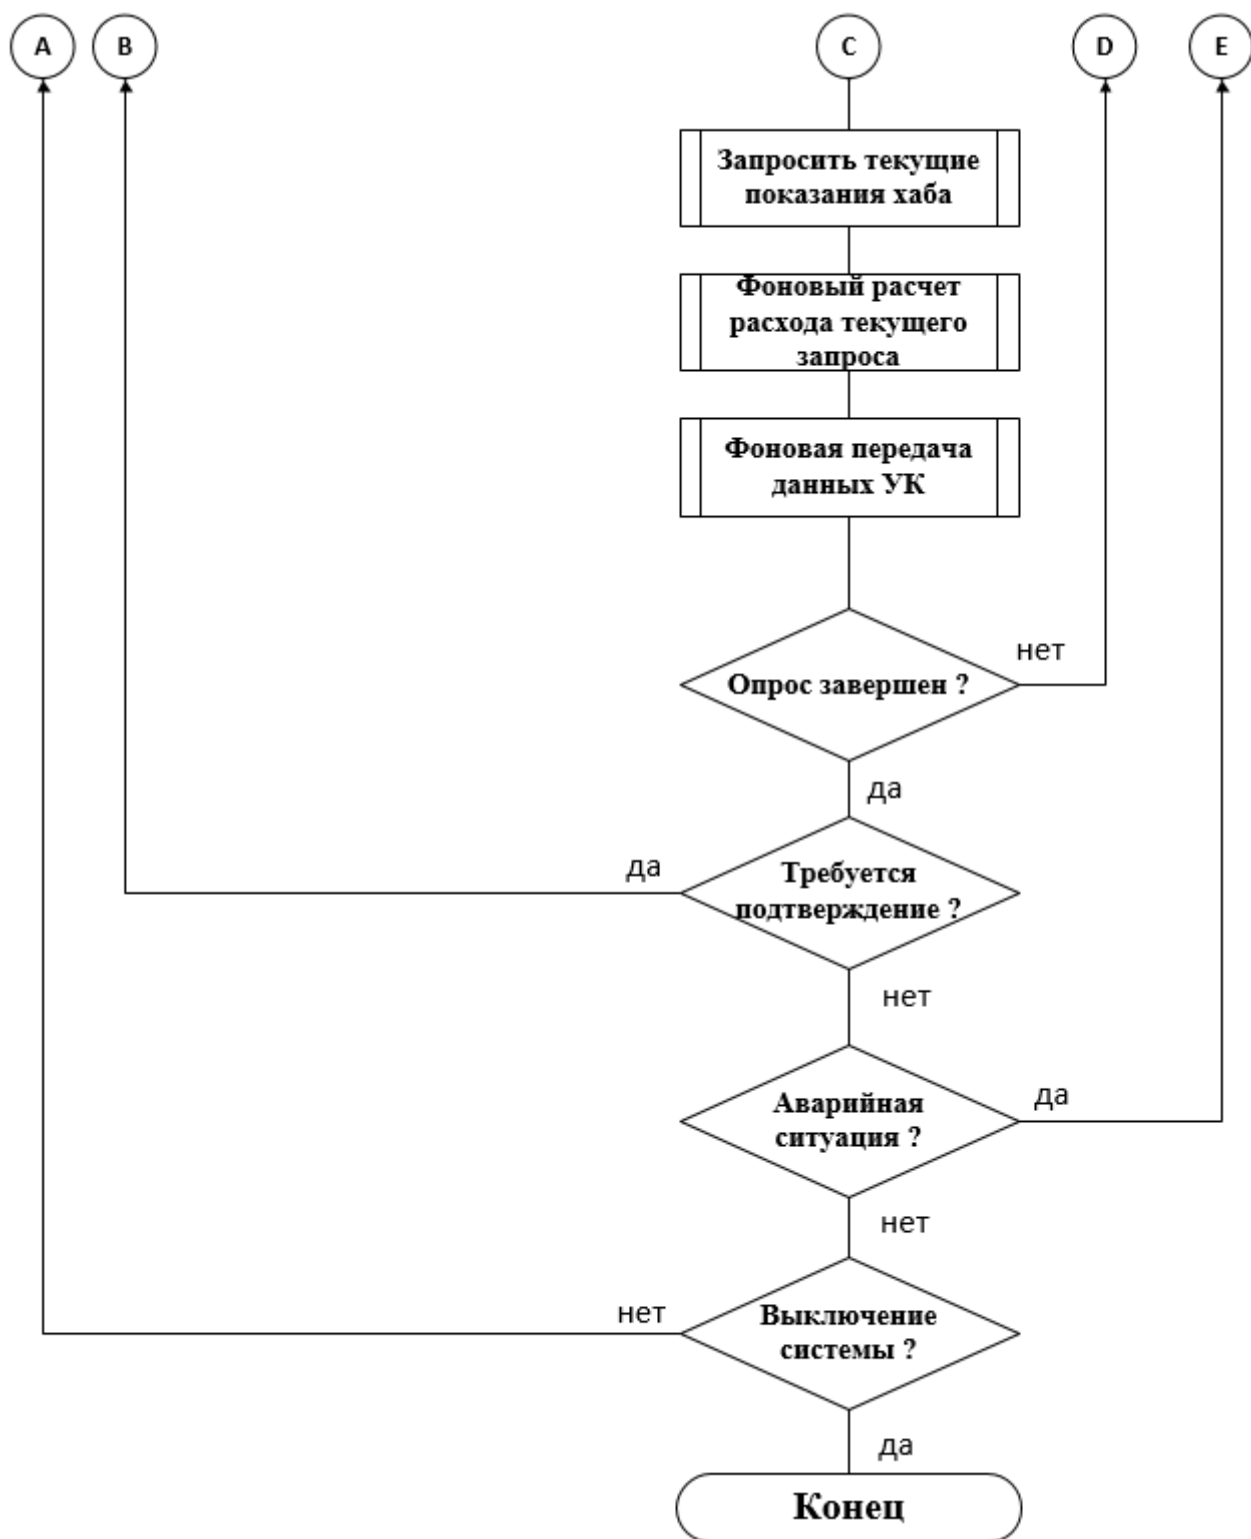 A
B
C
D
E
Запросить текущие
показания хаба
Фоновый расчет
расхода текущего
запроса
Фоновая передача
данных УК
нет
Опрос завершен ?
да
да
Требуется
подтверждение ?
нет
да
Аварийная
ситуация ?
нет
нет
Выключение
системы ?
да
Конец